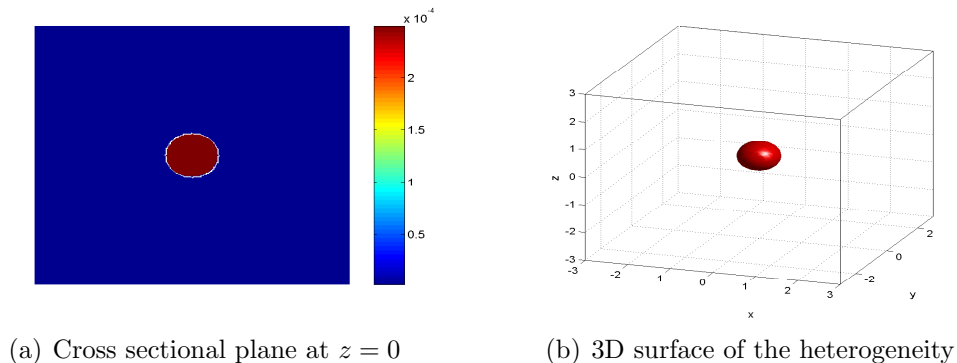 x 10^-4
2
1.5
1
0.5
3
2
1
0
-1
-2
-3
z
-3 -2 1 0 1 2 3
x
-2 0 2
y
(a) Cross sectional plane at z = 0
(b) 3D surface of the heterogeneity